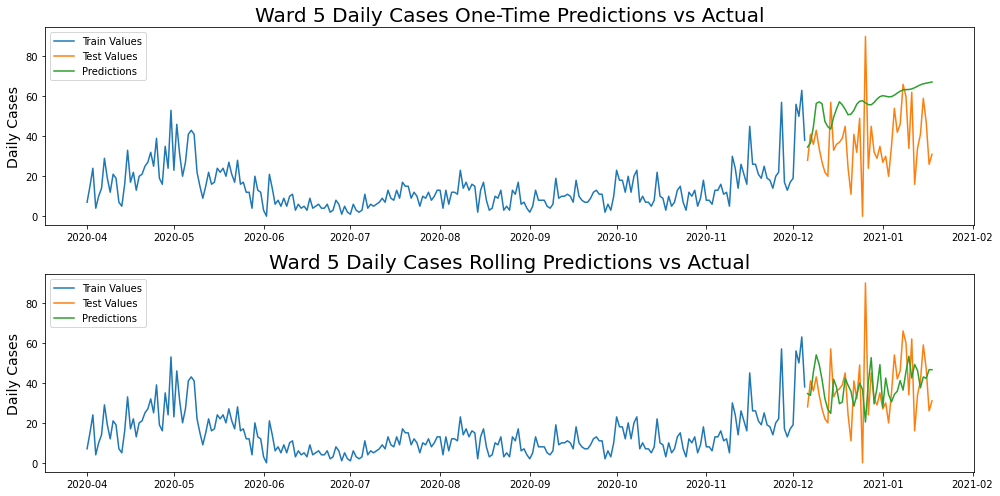 Ward 5 Daily Cases One-Time Predictions vs Actual
Train Values
Test Values
Predictions
Daily Cases
80
60
40
20
0
2020-04 2020-05 2020-06 2020-07 2020-08 2020-09 2020-10 2020-11 2020-12 2021-01 2021-02
Ward 5 Daily Cases Rolling Predictions vs Actual
Train Values
Test Values
Predictions
Daily Cases
80
60
40
20
0
2020-04 2020-05 2020-06 2020-07 2020-08 2020-09 2020-10 2020-11 2020-12 2021-01 2021-02